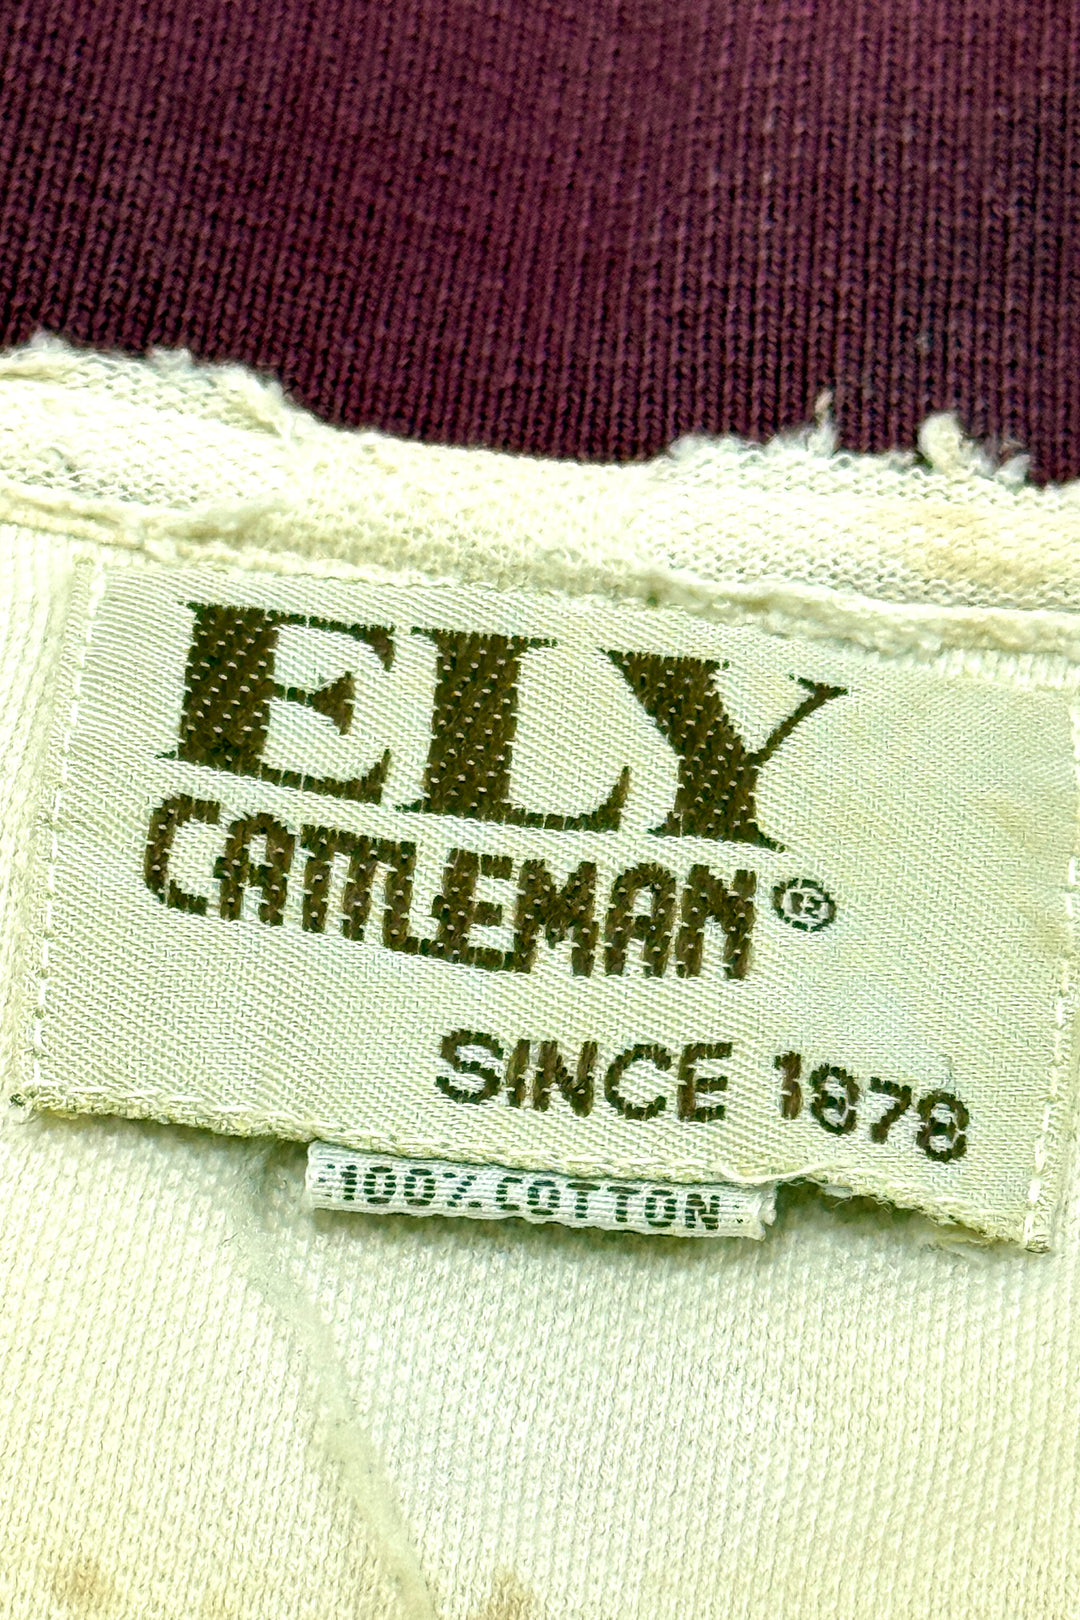 ELY
CATTLEMAN®
SINCE 1878
100% COTTON